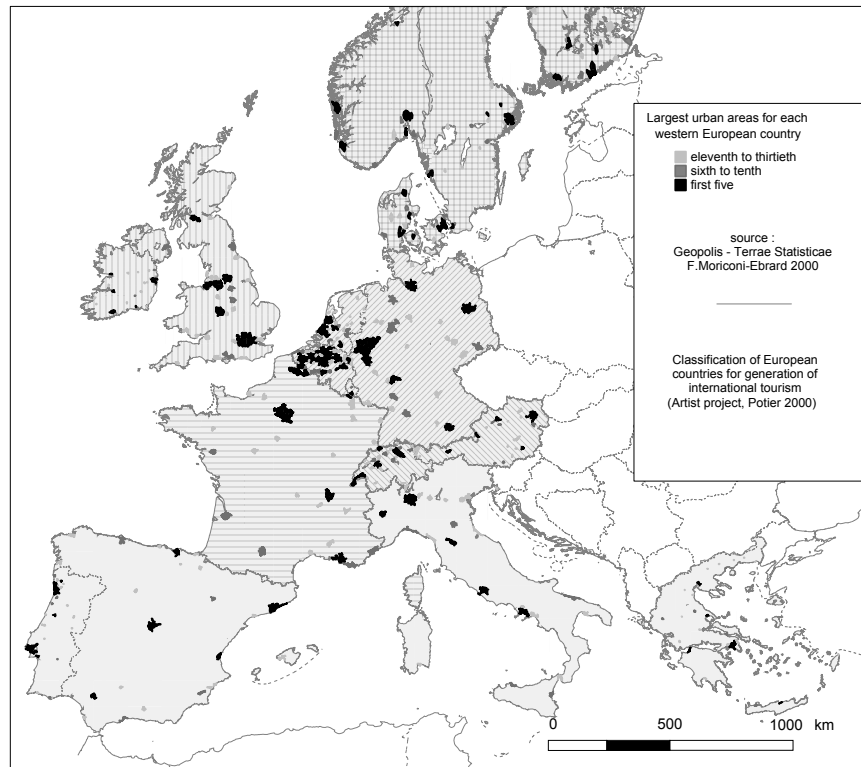 Largest urban areas for each
western European country
eleventh to thirtieth
sixth to tenth
first five
source :
Geopolis - Terrae Statisticae
F.Moriconi-Ebrard 2000
Classification of European
countries for generation of
international tourism
(Artist project, Potier 2000)
0 500 1000 km